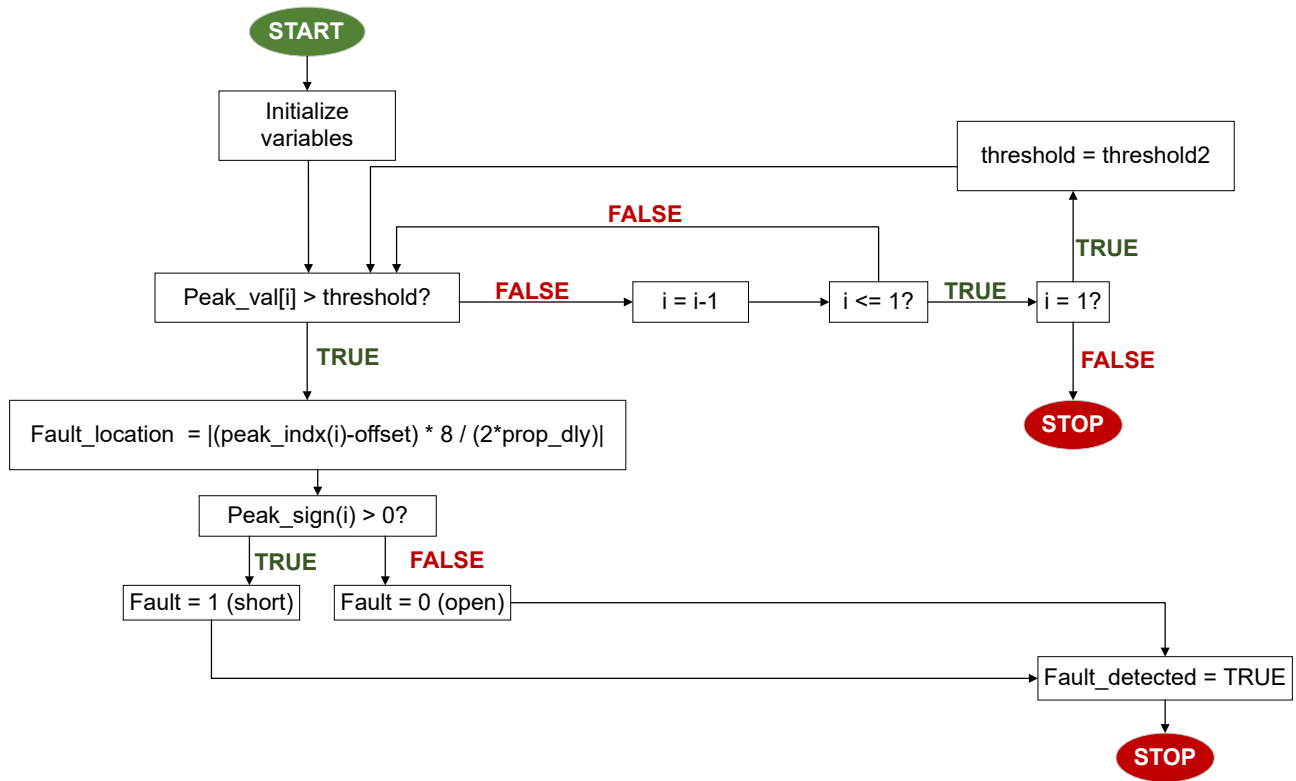 START
Initialize
variables
threshold = threshold2
FALSE
TRUE
Peak_val[i] > threshold?
FALSE
i = i-1
i <= 1?
TRUE
i = 1?
TRUE
FALSE
Fault_location = |(peak_indx(i)-offset) * 8 / (2*prop_dly)|
STOP
Peak_sign(i) > 0?
TRUE
FALSE
Fault = 1 (short)
Fault = 0 (open)
Fault_detected = TRUE
STOP